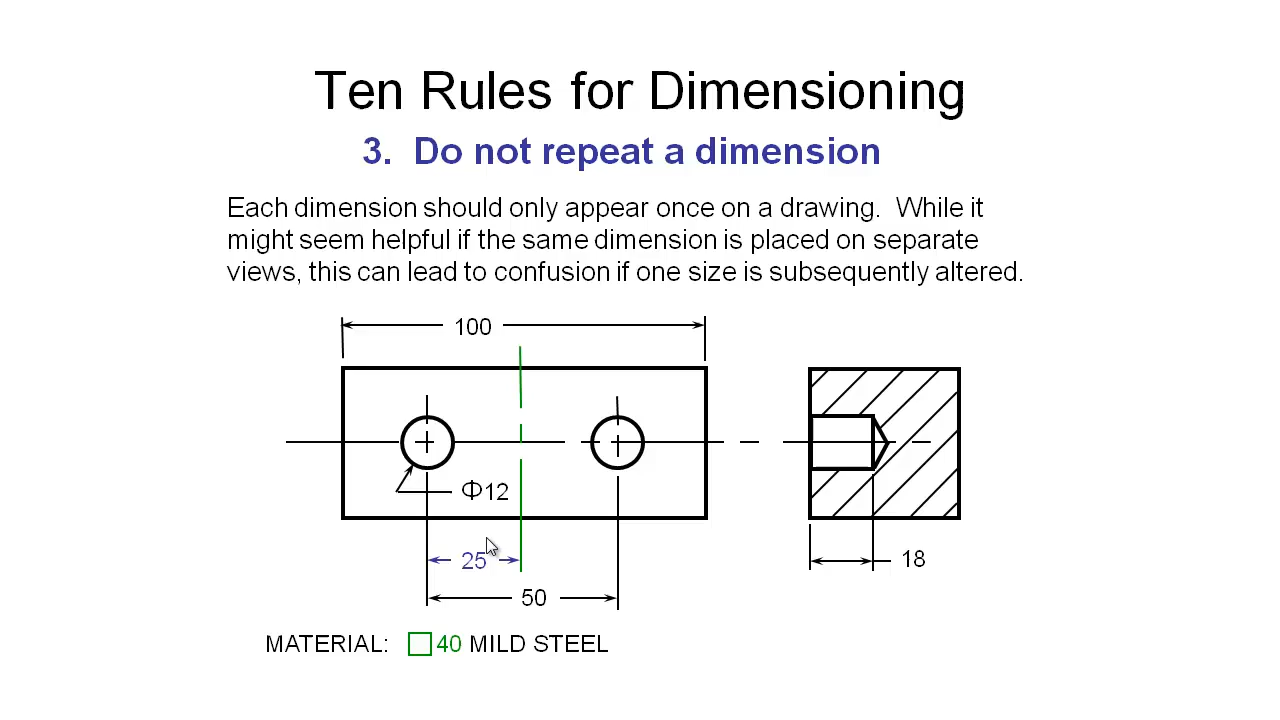 Ten Rules for Dimensioning
3. Do not repeat a dimension
Each dimension should only appear once on a drawing. While it
might seem helpful if the same dimension is placed on separate
views, this can lead to confusion if one size is subsequently altered.
100
Φ12
25
18
50
MATERIAL: □40 MILD STEEL